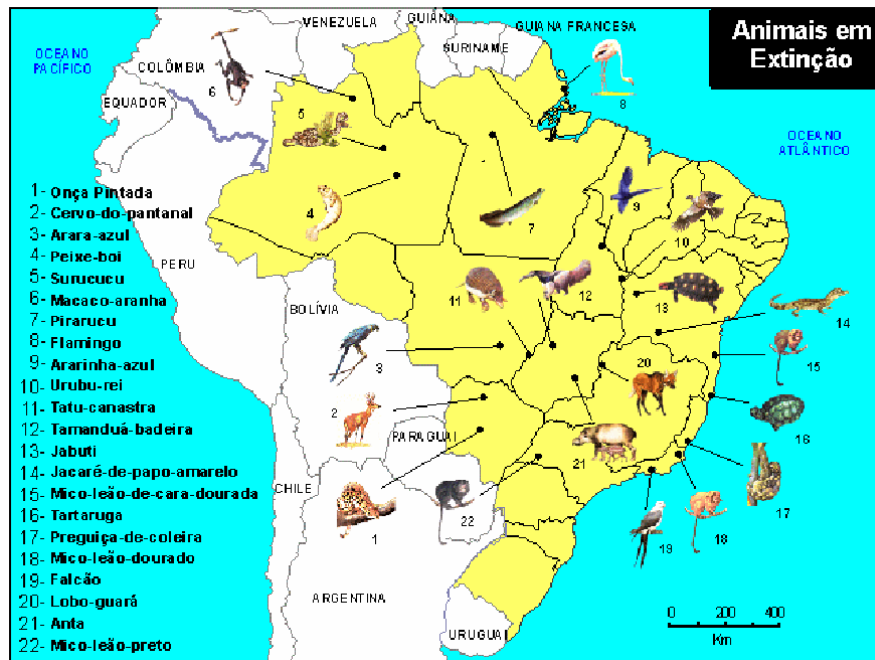 Animais em
Extinção
OCEANO
PACÍFICO
VENEZUELA
GUIANA
SURINAME
GUIANA FRANCESA
COLÔMBIA
EQUADOR
OCEANO
ATLÂNTICO
PERU
BOLÍVIA
PARAGUAI
CHILE
ARGENTINA
URUGUAI
6
5
4
7
8
9
10
11
12
13
14
3
15
20
2
16
21
22
17
1
19
18
1- Onça Pintada
2- Cervo-do-pantanal
3- Arara-azul
4- Peixe-boi
5- Surucucu
6- Macaco-aranha
7- Pirarucu
8- Flamingo
9- Ararinha-azul
10- Urubu-rei
11- Tatu-canastra
12- Tamanduá-badeira
13- Jabuti
14- Jacaré-de-papo-amarelo
15- Mico-leão-de-cara-dourada
16- Tartaruga
17- Preguiça-de-coleira
18- Mico-leão-dourado
19- Falcão
20- Lobo-guará
21- Anta
22- Mico-leão-preto
0 200 400
Km